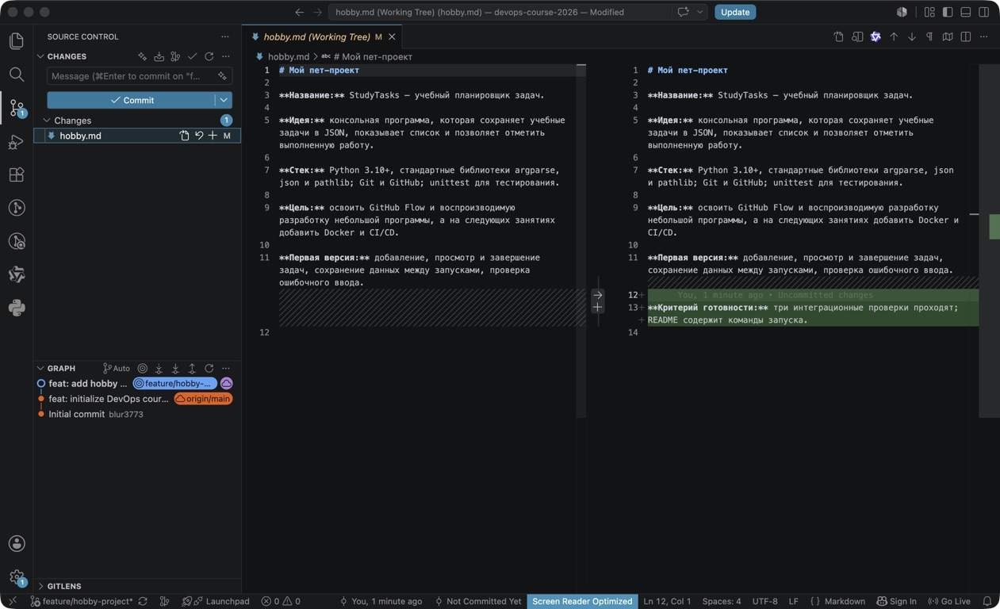 hobby.md (Working Tree) (hobby.md) — devops-course-2026 — Modified
Update
SOURCE CONTROL
CHANGES
Message (⌘Enter to commit on "f...
Commit
Changes 1
hobby.md M
1
GRAPH Auto
feat: add hobby ... feature/hobby-...
feat: initialize DevOps cour... origin/main
Initial commit blur3773
GITLENS
1
hobby.md (Working Tree) M
hobby.md > abc # Мой пет-проект
1 # Мой пет-проект
2
3 **Название:** StudyTasks — учебный планировщик задач.
4
5 **Идея:** консольная программа, которая сохраняет учебные
задачи в JSON, показывает список и позволяет отметить
выполненную работу.
6
7 **Стек:** Python 3.10+, стандартные библиотеки argparse,
json и pathlib; Git и GitHub; unittest для тестирования.
8
9 **Цель:** освоить GitHub Flow и воспроизводимую
разработку небольшой программы, а на следующих занятиях
добавить Docker и CI/CD.
10
11 **Первая версия:** добавление, просмотр и завершение
задач, сохранение данных между запусками, проверка
ошибочного ввода.
12
1 # Мой пет-проект
2
3 **Название:** StudyTasks — учебный планировщик задач.
4
5 **Идея:** консольная программа, которая сохраняет учебные
задачи в JSON, показывает список и позволяет отметить
выполненную работу.
6
7 **Стек:** Python 3.10+, стандартные библиотеки argparse, json
и pathlib; Git и GitHub; unittest для тестирования.
8
9 **Цель:** освоить GitHub Flow и воспроизводимую разработку
небольшой программы, а на следующих занятиях добавить Docker и
CI/CD.
10
11 **Первая версия:** добавление, просмотр и завершение задач,
сохранение данных между запусками, проверка ошибочного ввода.
12+ You, 1 minute ago • Uncommitted changes
13+ **Критерий готовности:** три интеграционные проверки проходят;
+ README содержит команды запуска.
14
feature/hobby-project* Launchpad 0 0 You, 1 minute ago Not Committed Yet Screen Reader Optimized Ln 12, Col 1 Spaces: 4 UTF-8 LF { } Markdown Sign In Go Live